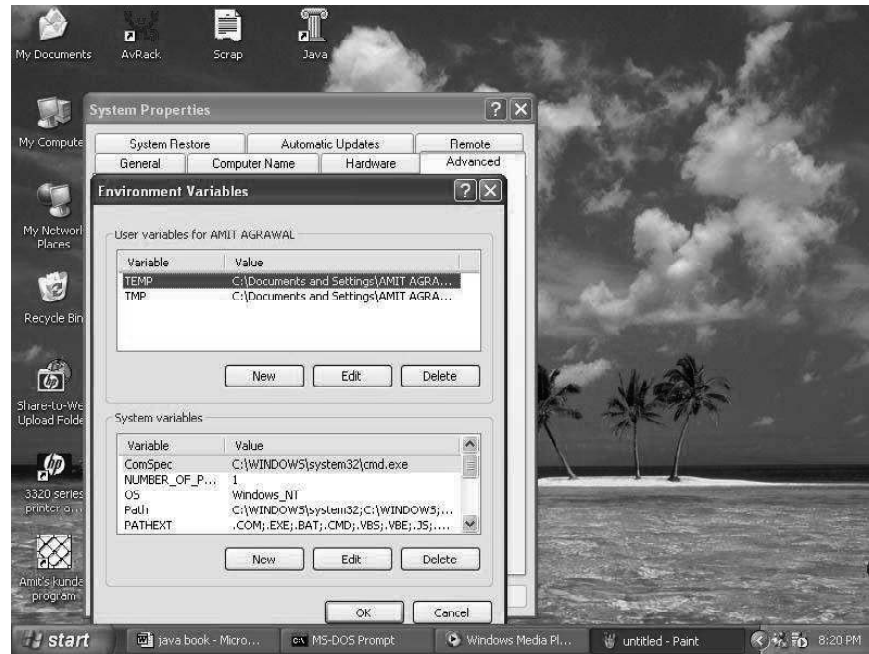 My Documents
AvRack
Scrap
Java
System Properties
My Compute
System Restore
Automatic Updates
Remote
General
Computer Name
Hardware
Advanced
Environment Variables
My Networl
Places
User variables for AMIT AGRAWAL
Variable Value
TEMP C:\Documents and Settings\AMIT AGRA...
TMP C:\Documents and Settings\AMIT AGRA...
Recycle Bin
New Edit Delete
Share-to-We
Upload Folde
System variables
Variable Value
ComSpec C:\WINDOWS\system32\cmd.exe
NUMBER_OF_P... 1
OS Windows_NT
Path C:\WINDOWS\system32;C:\WINDOWS;...
PATHEXT .COM;.EXE;.BAT;.CMD;.VBS;.VBE;.JS;....
3320 series
printer o...
New Edit Delete
Amit's kunda
program
OK Cancel
start java book - Micro... MS-DOS Prompt Windows Media Pl... untitled - Paint 8:20 PM